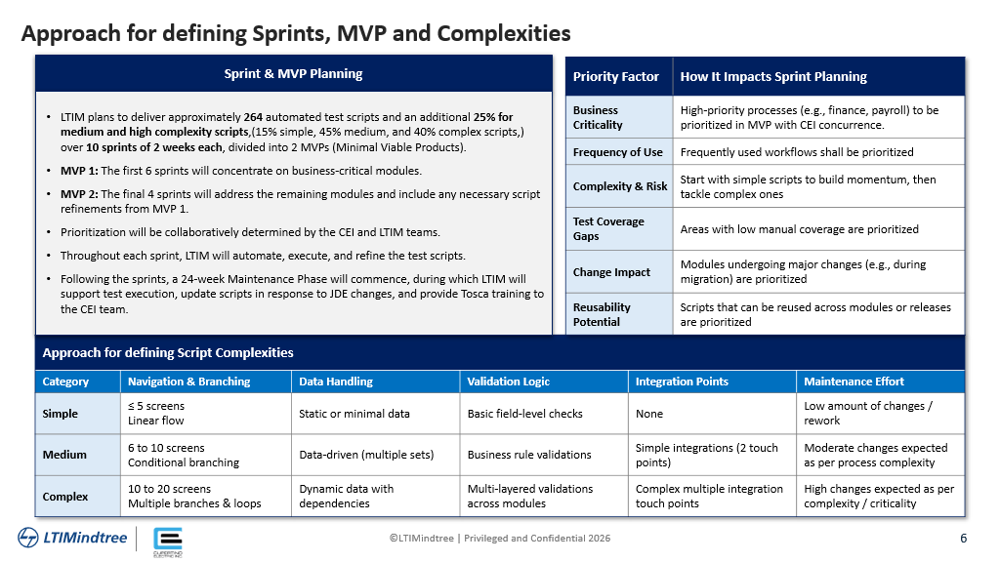 Approach for defining Sprints, MVP and Complexities
Sprint & MVP Planning
• LTIM plans to deliver approximately 264 automated test scripts and an additional 25% for
medium and high complexity scripts,(15% simple, 45% medium, and 40% complex scripts,)
over 10 sprints of 2 weeks each, divided into 2 MVPs (Minimal Viable Products).
• MVP 1: The first 6 sprints will concentrate on business-critical modules.
• MVP 2: The final 4 sprints will address the remaining modules and include any necessary script
refinements from MVP 1.
• Prioritization will be collaboratively determined by the CEI and LTIM teams.
• Throughout each sprint, LTIM will automate, execute, and refine the test scripts.
• Following the sprints, a 24-week Maintenance Phase will commence, during which LTIM will
support test execution, update scripts in response to JDE changes, and provide Tosca training to
the CEI team.
Priority Factor How It Impacts Sprint Planning
Business
Criticality
High-priority processes (e.g., finance, payroll) to be
prioritized in MVP with CEI concurrence.
Frequency of Use Frequently used workflows shall be prioritized
Complexity & Risk
Start with simple scripts to build momentum, then
tackle complex ones
Test Coverage
Gaps
Areas with low manual coverage are prioritized
Change Impact
Modules undergoing major changes (e.g., during
migration) are prioritized
Reusability
Potential
Scripts that can be reused across modules or releases
are prioritized
Approach for defining Script Complexities
Category Navigation & Branching Data Handling Validation Logic Integration Points Maintenance Effort
Simple
≤ 5 screens
Linear flow
Static or minimal data
Basic field-level checks
None
Low amount of changes /
rework
Medium
6 to 10 screens
Conditional branching
Data-driven (multiple sets)
Business rule validations
Simple integrations (2 touch
points)
Moderate changes expected
as per process complexity
Complex
10 to 20 screens
Multiple branches & loops
Dynamic data with
dependencies
Multi-layered validations
across modules
Complex multiple integration
touch points
High changes expected as per
complexity / criticality
LTIMindtree
CUPERTINO
ELECTRIC INC.
©LTIMindtree | Privileged and Confidential 2026
6